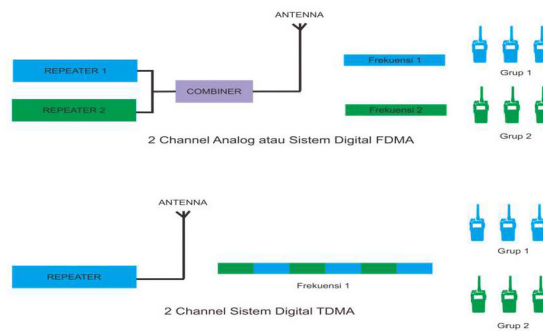 ANTENNA
REPEATER 1
REPEATER 2
COMBINER
Frekuensi 1
Frekuensi 2
Grup 1
Grup 2
2 Channel Analog atau Sistem Digital FDMA
ANTENNA
REPEATER
Frekuensi 1
Grup 1
Grup 2
2 Channel Sistem Digital TDMA